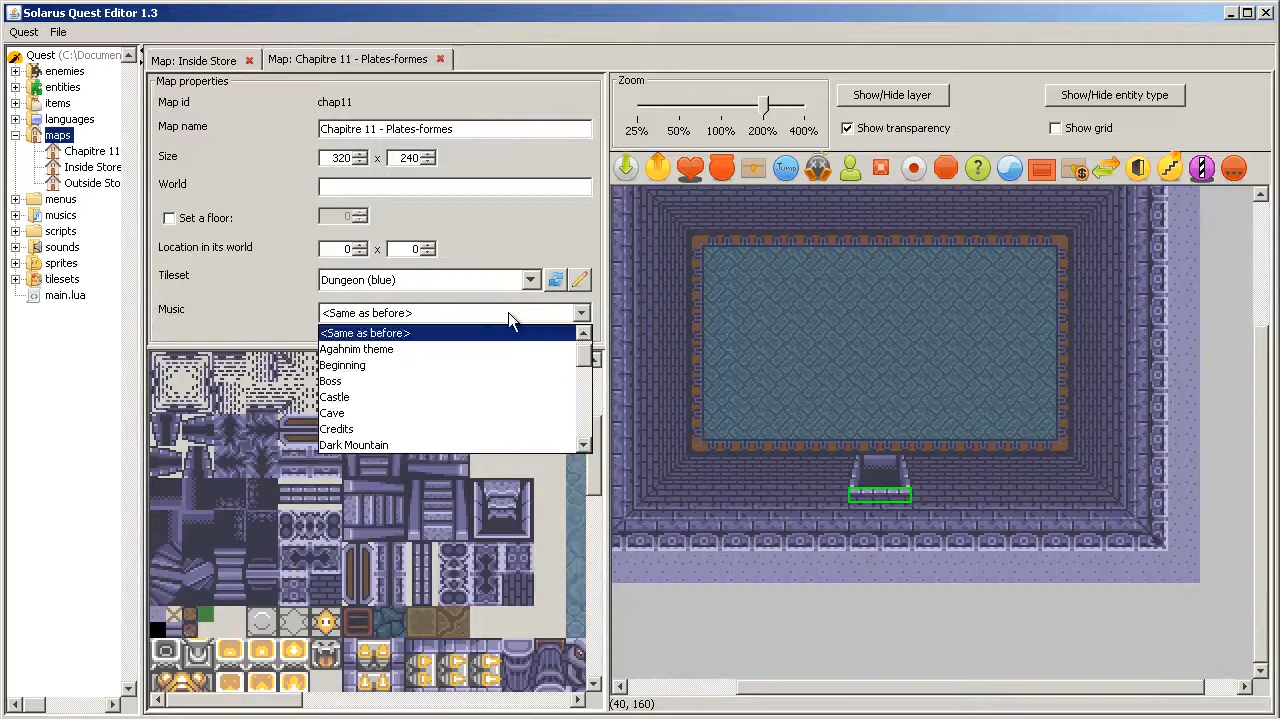 Solarus Quest Editor 1.3
Quest File
Quest (C:\Documen
enemies
entities
items
languages
maps
Chapitre 11
Inside Store
Outside Sto
menus
musics
scripts
sounds
sprites
tilesets
main.lua
Map: Inside Store
Map: Chapitre 11 - Plates-formes
Map properties
Map id chap11
Map name Chapitre 11 - Plates-formes
Size 320 x 240
World
Set a floor: 0
Location in its world 0 x 0
Tileset Dungeon (blue)
Music <Same as before>
<Same as before>
Agahnim theme
Beginning
Boss
Castle
Cave
Credits
Dark Mountain
Zoom
25% 50% 400%
Show/Hide layer
Show/Hide entity type
Show transparency
Show grid
Jump
?
$
(40, 160)